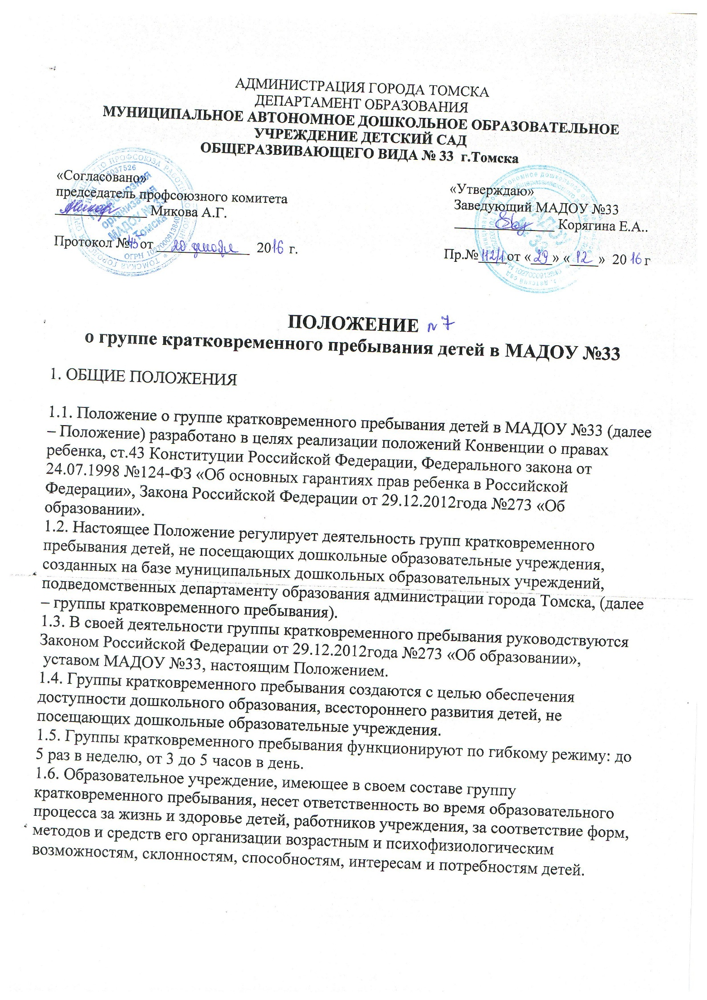 АДМИНИСТРАЦИЯ ГОРОДА ТОМСКА
ДЕПАРТАМЕНТ ОБРАЗОВАНИЯ
МУНИЦИПАЛЬНОЕ АВТОНОМНОЕ ДОШКОЛЬНОЕ ОБРАЗОВАТЕЛЬНОЕ
УЧРЕЖДЕНИЕ ДЕТСКИЙ САД
ОБЩЕРАЗВИВАЮЩЕГО ВИДА № 33 г.Томска
«Согласовано»
председатель профсоюзного комитета
Микова А.Г.
Протокол № от 20 декабря 2016 г.
«Утверждаю»
Заведующий МАДОУ №33
Корягина Е.А..
Пр.№112/1 от «29» «12» 2016 г
организация
МАДОУ № 33
Томска
ОГРН 1027000913840
ПОЛОЖЕНИЕ №7
о группе кратковременного пребывания детей в МАДОУ №33
1. ОБЩИЕ ПОЛОЖЕНИЯ
1.1. Положение о группе кратковременного пребывания детей в МАДОУ №33 (далее
– Положение) разработано в целях реализации положений Конвенции о правах
ребенка, ст.43 Конституции Российской Федерации, Федерального закона от
24.07.1998 №124-ФЗ «Об основных гарантиях прав ребенка в Российской
Федерации», Закона Российской Федерации от 29.12.2012года №273 «Об
образовании».
1.2. Настоящее Положение регулирует деятельность групп кратковременного
пребывания детей, не посещающих дошкольные образовательные учреждения,
созданных на базе муниципальных дошкольных образовательных учреждений,
подведомственных департаменту образования администрации города Томска, (далее
– группы кратковременного пребывания).
1.3. В своей деятельности группы кратковременного пребывания руководствуются
Законом Российской Федерации от 29.12.2012года №273 «Об образовании»,
уставом МАДОУ №33, настоящим Положением.
1.4. Группы кратковременного пребывания создаются с целью обеспечения
доступности дошкольного образования, всестороннего развития детей, не
посещающих дошкольные образовательные учреждения.
1.5. Группы кратковременного пребывания функционируют по гибкому режиму: до
5 раз в неделю, от 3 до 5 часов в день.
1.6. Образовательное учреждение, имеющее в своем составе группу
кратковременного пребывания, несет ответственность во время образовательного
процесса за жизнь и здоровье детей, работников учреждения, за соответствие форм,
методов и средств его организации возрастным и психофизиологическим
возможностям, склонностям, способностям, интересам и потребностям детей.